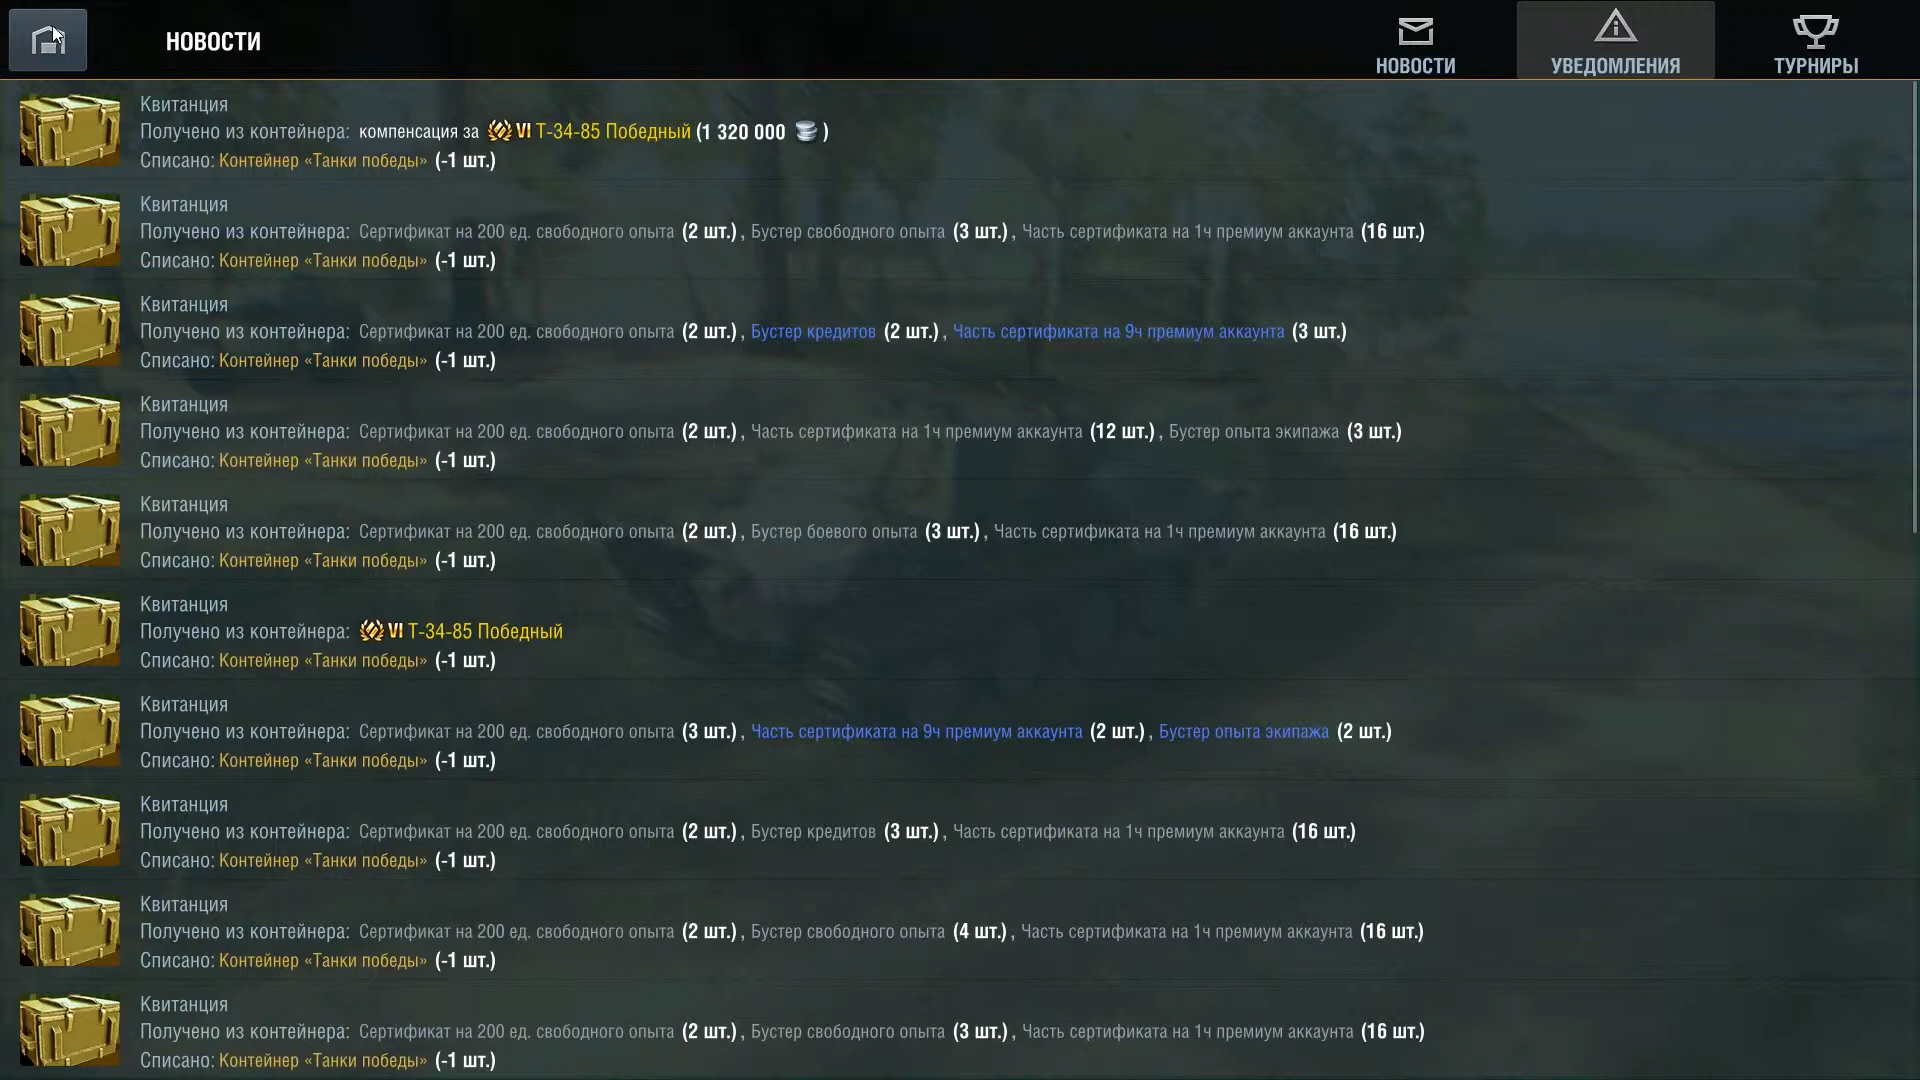 НОВОСТИ
НОВОСТИ
УВЕДОМЛЕНИЯ
ТУРНИРЫ
Квитанция
Получено из контейнера: компенсация за VI Т-34-85 Победный (1 320 000 )
Списано: Контейнер «Танки победы» (-1 шт.)
Квитанция
Получено из контейнера: Сертификат на 200 ед. свободного опыта (2 шт.), Бустер свободного опыта (3 шт.), Часть сертификата на 1ч премиум аккаунта (16 шт.)
Списано: Контейнер «Танки победы» (-1 шт.)
Квитанция
Получено из контейнера: Сертификат на 200 ед. свободного опыта (2 шт.), Бустер кредитов (2 шт.), Часть сертификата на 9ч премиум аккаунта (3 шт.)
Списано: Контейнер «Танки победы» (-1 шт.)
Квитанция
Получено из контейнера: Сертификат на 200 ед. свободного опыта (2 шт.), Часть сертификата на 1ч премиум аккаунта (12 шт.), Бустер опыта экипажа (3 шт.)
Списано: Контейнер «Танки победы» (-1 шт.)
Квитанция
Получено из контейнера: Сертификат на 200 ед. свободного опыта (2 шт.), Бустер боевого опыта (3 шт.), Часть сертификата на 1ч премиум аккаунта (16 шт.)
Списано: Контейнер «Танки победы» (-1 шт.)
Квитанция
Получено из контейнера: VI Т-34-85 Победный
Списано: Контейнер «Танки победы» (-1 шт.)
Квитанция
Получено из контейнера: Сертификат на 200 ед. свободного опыта (3 шт.), Часть сертификата на 9ч премиум аккаунта (2 шт.), Бустер опыта экипажа (2 шт.)
Списано: Контейнер «Танки победы» (-1 шт.)
Квитанция
Получено из контейнера: Сертификат на 200 ед. свободного опыта (2 шт.), Бустер кредитов (3 шт.), Часть сертификата на 1ч премиум аккаунта (16 шт.)
Списано: Контейнер «Танки победы» (-1 шт.)
Квитанция
Получено из контейнера: Сертификат на 200 ед. свободного опыта (2 шт.), Бустер свободного опыта (4 шт.), Часть сертификата на 1ч премиум аккаунта (16 шт.)
Списано: Контейнер «Танки победы» (-1 шт.)
Квитанция
Получено из контейнера: Сертификат на 200 ед. свободного опыта (2 шт.), Бустер свободного опыта (3 шт.), Часть сертификата на 1ч премиум аккаунта (16 шт.)
Списано: Контейнер «Танки победы» (-1 шт.)